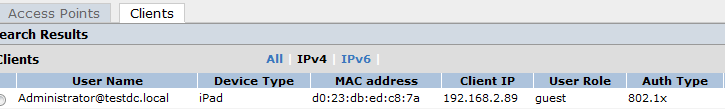 Access Points Clients
earch Results
Clients All | IPv4 | IPv6 |
User Name Device Type MAC address Client IP User Role Auth Type
Administrator@testdc.local iPad d0:23:db:ed:c8:7a 192.168.2.89 guest 802.1x